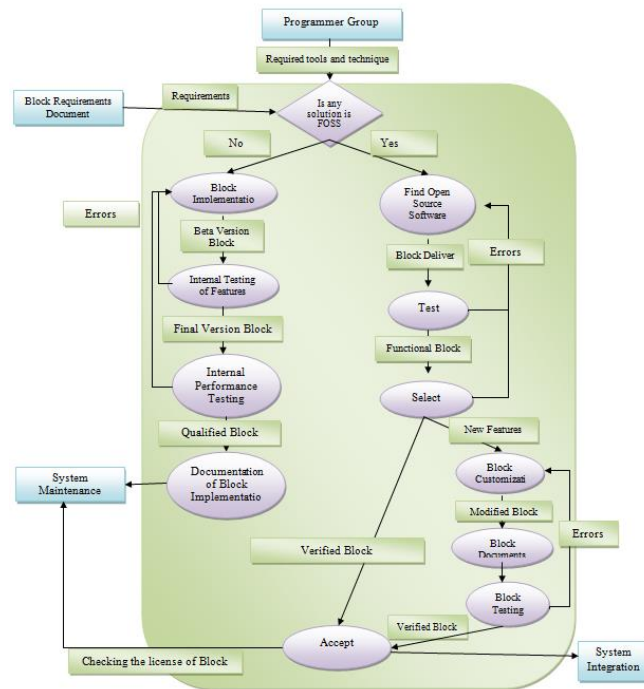 Programmer Group
Required tools and technique
Requirements
Block Requirements
Document
Is any
solution is
FOSS
No
Yes
Block
Implementatio
Find Open
Source
Software
Errors
Beta Version
Block
Block Deliver
Errors
Internal Testing
of Features
Test
Final Version Block
Functional Block
Internal
Performance
Testing
Select
Qualified Block
New Features
System
Maintenance
Documentation
of Block
Implementatio
Block
Customizati
Modified Block
Errors
Verified Block
Block
Documents
Block
Testing
Verified Block
Accept
Checking the license of Block
System
Integration